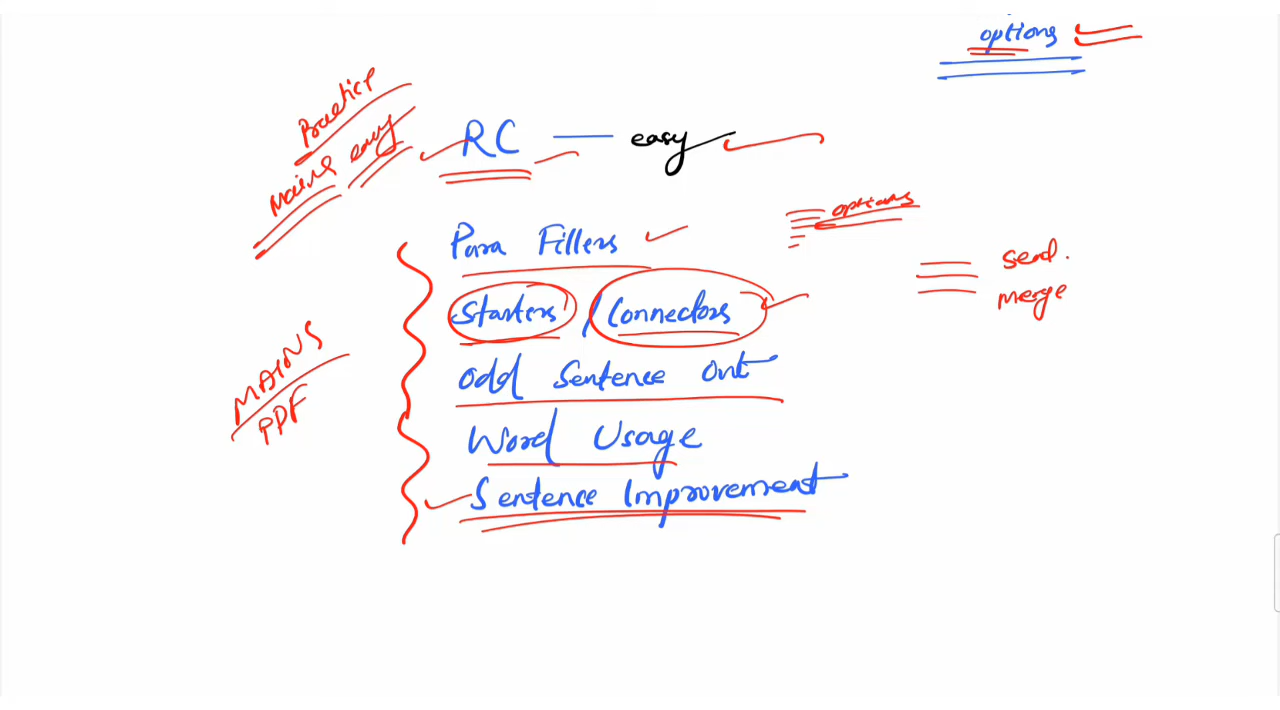 options
Practice
Mains easy
RC — easy
options
Para Fillers
Send.
merge
Starters / Connectors
MAINS
PDF
Odd Sentence Out
Word Usage
Sentence Improvement